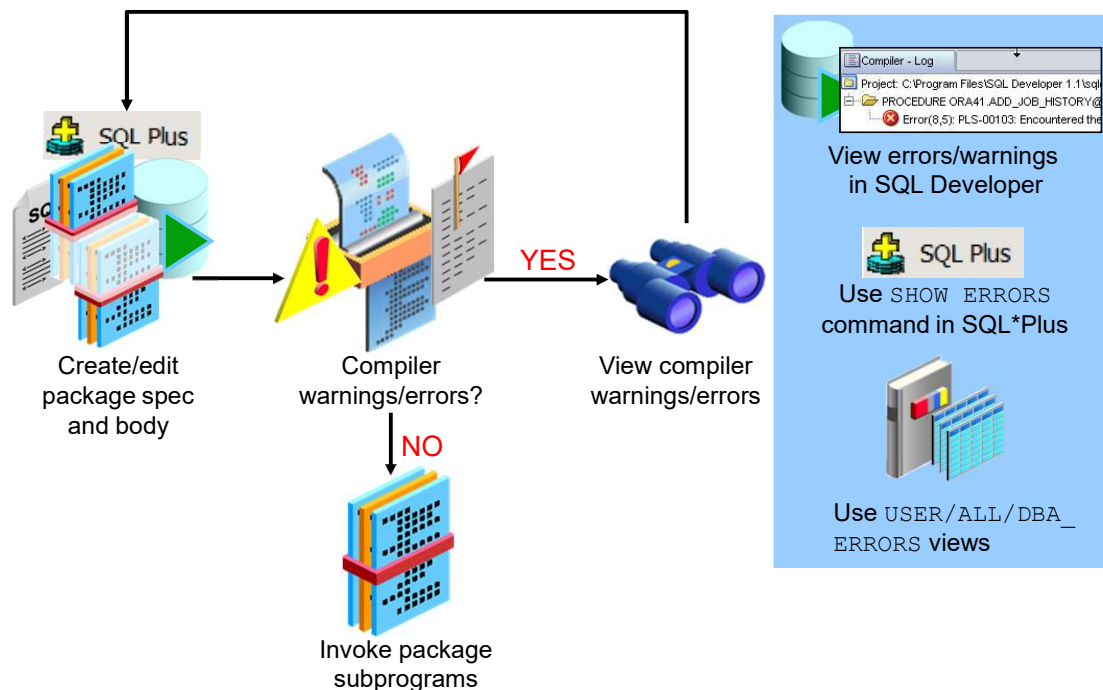 SQL Plus
SQ
Create/edit
package spec
and body
Compiler
warnings/errors?
YES
NO
View compiler
warnings/errors
Invoke package
subprograms
Compiler - Log
Project: C:\Program Files\SQL Developer 1.1\sqld
PROCEDURE ORA41.ADD_JOB_HISTORY@
Error(8,5): PLS-00103: Encountered the
View errors/warnings
in SQL Developer
SQL Plus
Use SHOW ERRORS
command in SQL*Plus
Use USER/ALL/DBA_
ERRORS views